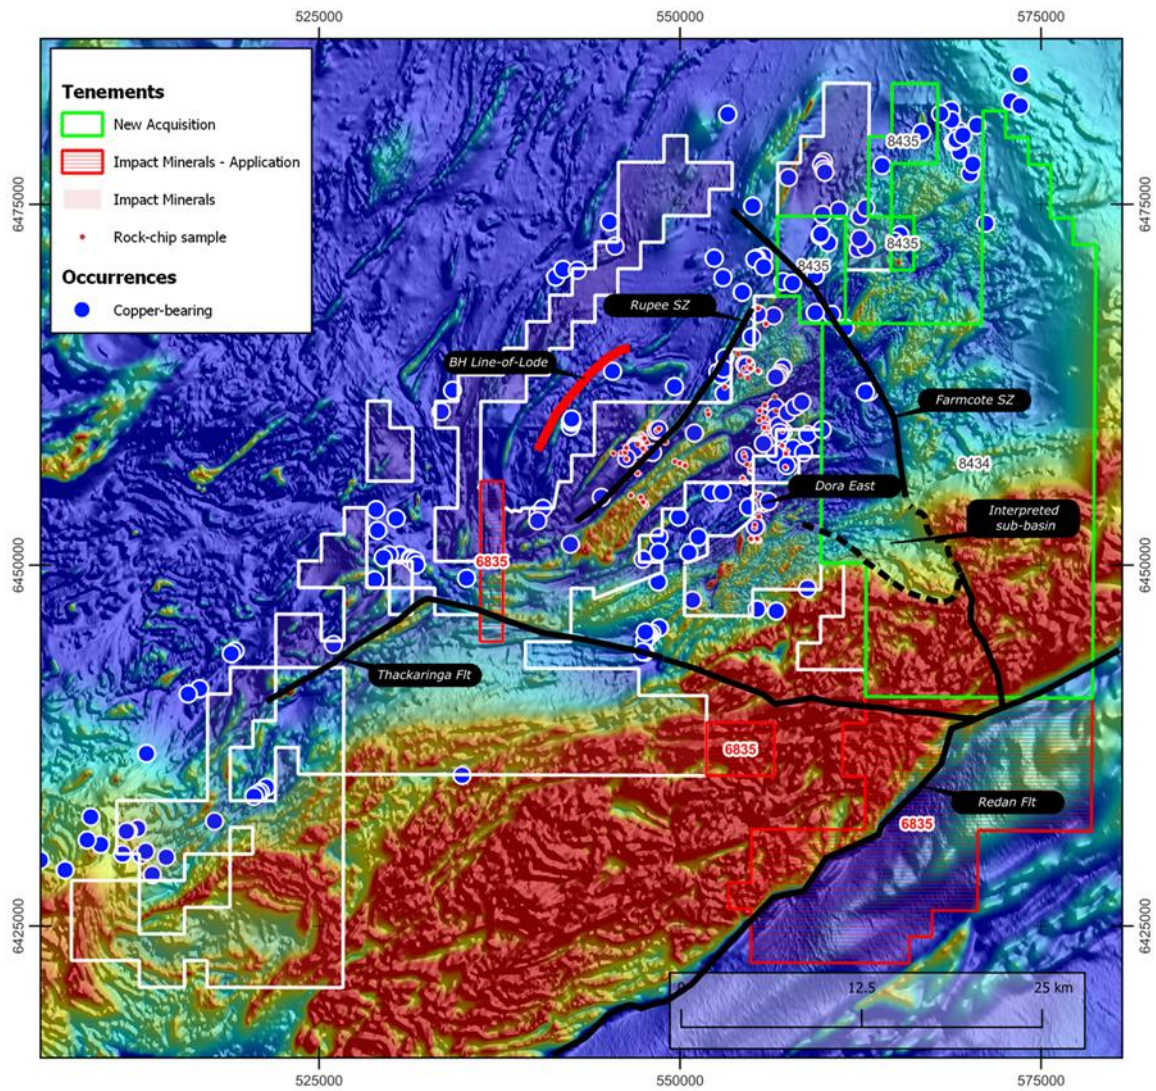 525000
550000
575000
Tenements
New Acquisition
Impact Minerals - Application
Impact Minerals
Rock-chip sample
Occurrences
Copper-bearing
6475000
6475000
8435
8435
8435
Rupee SZ
BH Line-of-Lode
Farmcote SZ
8434
Dora East
Interpreted
sub-basin
6450000
6450000
6835
Thackaringa Flt
6835
Redan Flt
6835
6425000
6425000
0
12.5
25 km
525000
550000
575000